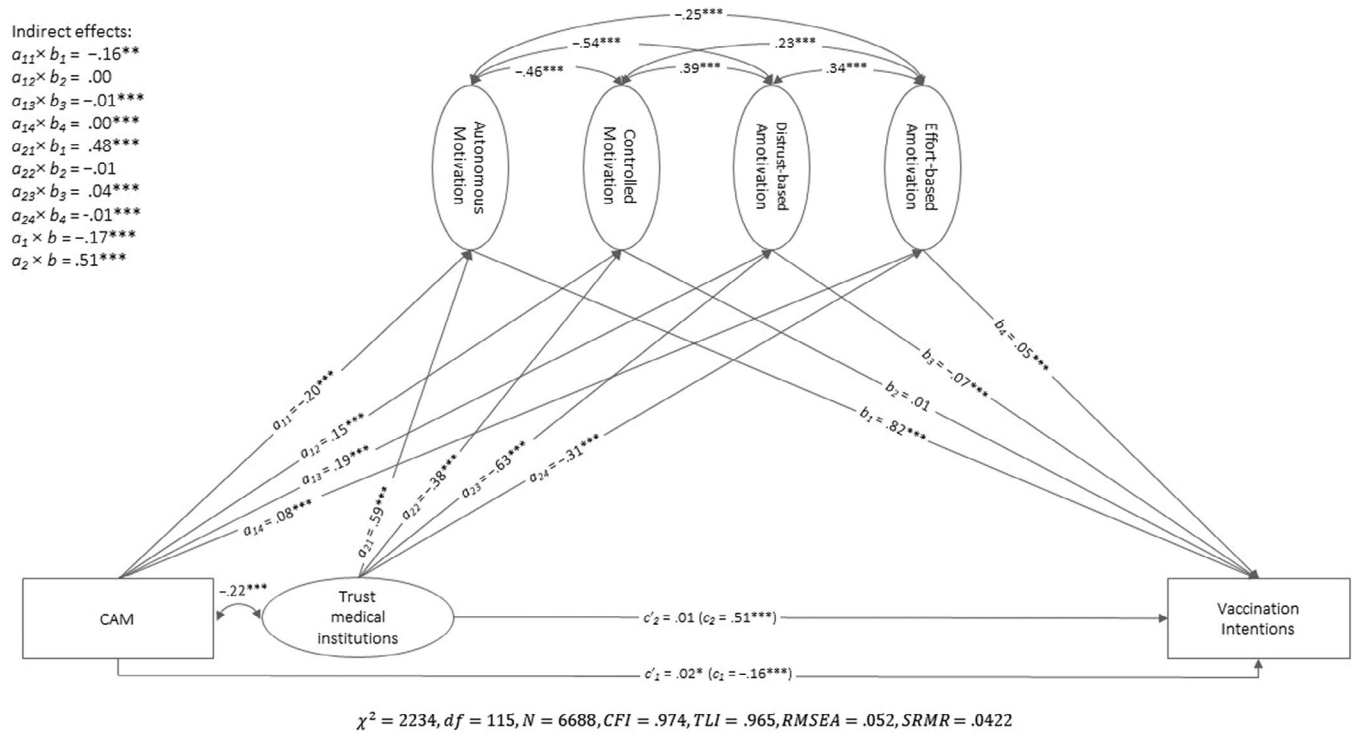 Indirect effects:
a₁₁× b₁ = −.16**
a₁₂× b₂ = .00
a₁₃× b₃ = −.01***
a₁₄× b₄ = .00***
a₂₁× b₁ = .48***
a₂₂× b₂ = −.01
a₂₃× b₃ = .04***
a₂₄× b₄ = -.01***
a₁ × b = −.17***
a₂ × b = .51***
−.25***
−.54***
.23***
−.46***
.39***
.34***
Autonomous
Motivation
Controlled
Motivation
Distrust-based
Amotivation
Effort-based
Amotivation
b₄ = .05***
b₃ = −.07***
b₂ = .01
b₁ = .82***
a₁₁ = −.20***
a₁₂ = .15***
a₁₃ = .19***
a₁₄ = .08***
a₂₁ = .59***
a₂₂ = −.38***
a₂₃ = −.63***
a₂₄ = −.31***
CAM
−.22***
Trust
medical
institutions
c'₂ = .01 (c₂ = .51***)
c'₁ = .02* (c₁ = −.16***)
Vaccination
Intentions
χ² = 2234, df = 115, N = 6688, CFI = .974, TLI = .965, RMSEA = .052, SRMR = .0422